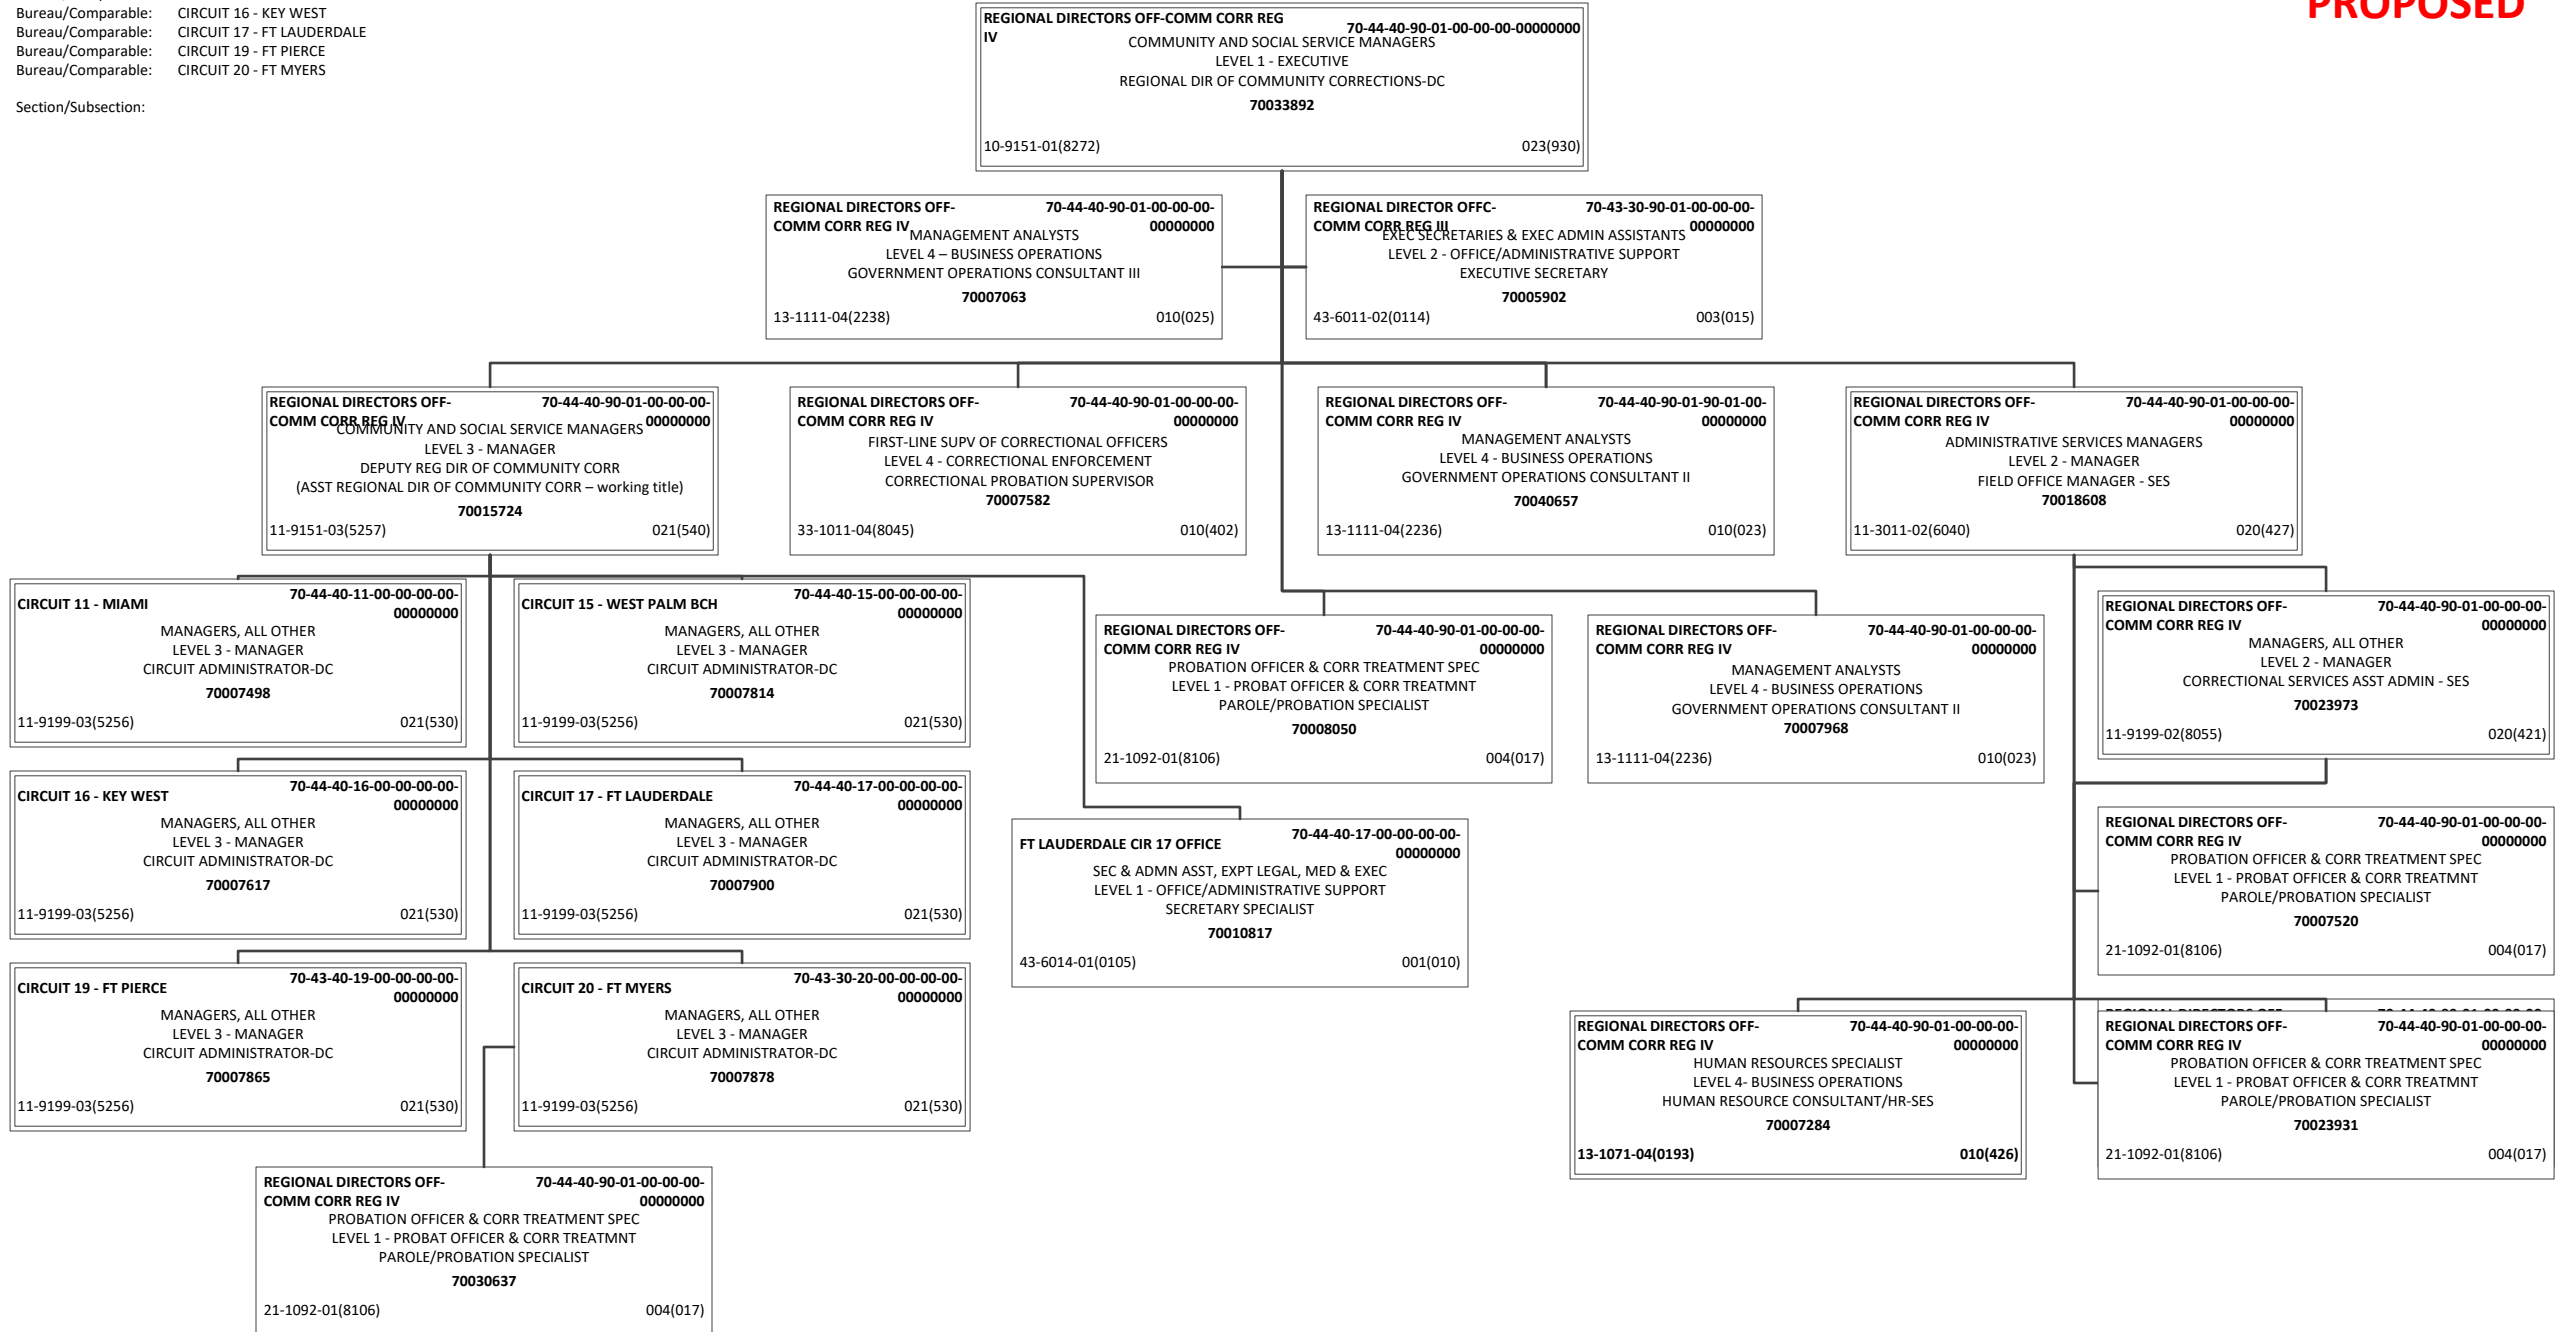 PROPOSED
Bureau/Comparable: CIRCUIT 16 - KEY WEST
Bureau/Comparable: CIRCUIT 17 - FT LAUDERDALE
Bureau/Comparable: CIRCUIT 19 - FT PIERCE
Bureau/Comparable: CIRCUIT 20 - FT MYERS
Section/Subsection:
REGIONAL DIRECTORS OFF-COMM CORR REG
IV
70-44-40-90-01-00-00-00-00000000
COMMUNITY AND SOCIAL SERVICE MANAGERS
LEVEL 1 - EXECUTIVE
REGIONAL DIR OF COMMUNITY CORRECTIONS-DC
70033892
10-9151-01(8272) 023(930)
REGIONAL DIRECTORS OFF- 70-44-40-90-01-00-00-00-
COMM CORR REG IV 00000000
MANAGEMENT ANALYSTS
LEVEL 4 – BUSINESS OPERATIONS
GOVERNMENT OPERATIONS CONSULTANT III
70007063
13-1111-04(2238) 010(025)
REGIONAL DIRECTOR OFFC- 70-43-30-90-01-00-00-00-
COMM CORR REG III 00000000
EXEC SECRETARIES & EXEC ADMIN ASSISTANTS
LEVEL 2 - OFFICE/ADMINISTRATIVE SUPPORT
EXECUTIVE SECRETARY
70005902
43-6011-02(0114) 003(015)
REGIONAL DIRECTORS OFF- 70-44-40-90-01-00-00-00-
COMM CORR REG IV 00000000
COMMUNITY AND SOCIAL SERVICE MANAGERS
LEVEL 3 - MANAGER
DEPUTY REG DIR OF COMMUNITY CORR
(ASST REGIONAL DIR OF COMMUNITY CORR – working title)
70015724
11-9151-03(5257) 021(540)
REGIONAL DIRECTORS OFF- 70-44-40-90-01-00-00-00-
COMM CORR REG IV 00000000
FIRST-LINE SUPV OF CORRECTIONAL OFFICERS
LEVEL 4 - CORRECTIONAL ENFORCEMENT
CORRECTIONAL PROBATION SUPERVISOR
70007582
33-1011-04(8045) 010(402)
REGIONAL DIRECTORS OFF- 70-44-40-90-01-90-01-00-
COMM CORR REG IV 00000000
MANAGEMENT ANALYSTS
LEVEL 4 - BUSINESS OPERATIONS
GOVERNMENT OPERATIONS CONSULTANT II
70040657
13-1111-04(2236) 010(023)
REGIONAL DIRECTORS OFF- 70-44-40-90-01-00-00-00-
COMM CORR REG IV 00000000
ADMINISTRATIVE SERVICES MANAGERS
LEVEL 2 - MANAGER
FIELD OFFICE MANAGER - SES
70018608
11-3011-02(6040) 020(427)
CIRCUIT 11 - MIAMI 70-44-40-11-00-00-00-00-
00000000
MANAGERS, ALL OTHER
LEVEL 3 - MANAGER
CIRCUIT ADMINISTRATOR-DC
70007498
11-9199-03(5256) 021(530)
CIRCUIT 15 - WEST PALM BCH 70-44-40-15-00-00-00-00-
00000000
MANAGERS, ALL OTHER
LEVEL 3 - MANAGER
CIRCUIT ADMINISTRATOR-DC
70007814
11-9199-03(5256) 021(530)
REGIONAL DIRECTORS OFF- 70-44-40-90-01-00-00-00-
COMM CORR REG IV 00000000
PROBATION OFFICER & CORR TREATMENT SPEC
LEVEL 1 - PROBAT OFFICER & CORR TREATMNT
PAROLE/PROBATION SPECIALIST
70008050
21-1092-01(8106) 004(017)
REGIONAL DIRECTORS OFF- 70-44-40-90-01-00-00-00-
COMM CORR REG IV 00000000
MANAGEMENT ANALYSTS
LEVEL 4 - BUSINESS OPERATIONS
GOVERNMENT OPERATIONS CONSULTANT II
70007968
13-1111-04(2236) 010(023)
REGIONAL DIRECTORS OFF- 70-44-40-90-01-00-00-00-
COMM CORR REG IV 00000000
MANAGERS, ALL OTHER
LEVEL 2 - MANAGER
CORRECTIONAL SERVICES ASST ADMIN - SES
70023973
11-9199-02(8055) 020(421)
CIRCUIT 16 - KEY WEST 70-44-40-16-00-00-00-00-
00000000
MANAGERS, ALL OTHER
LEVEL 3 - MANAGER
CIRCUIT ADMINISTRATOR-DC
70007617
11-9199-03(5256) 021(530)
CIRCUIT 17 - FT LAUDERDALE 70-44-40-17-00-00-00-00-
00000000
MANAGERS, ALL OTHER
LEVEL 3 - MANAGER
CIRCUIT ADMINISTRATOR-DC
70007900
11-9199-03(5256) 021(530)
FT LAUDERDALE CIR 17 OFFICE 70-44-40-17-00-00-00-00-
00000000
SEC & ADMN ASST, EXPT LEGAL, MED & EXEC
LEVEL 1 - OFFICE/ADMINISTRATIVE SUPPORT
SECRETARY SPECIALIST
70010817
43-6014-01(0105) 001(010)
REGIONAL DIRECTORS OFF- 70-44-40-90-01-00-00-00-
COMM CORR REG IV 00000000
PROBATION OFFICER & CORR TREATMENT SPEC
LEVEL 1 - PROBAT OFFICER & CORR TREATMNT
PAROLE/PROBATION SPECIALIST
70007520
21-1092-01(8106) 004(017)
CIRCUIT 19 - FT PIERCE 70-43-40-19-00-00-00-00-
00000000
MANAGERS, ALL OTHER
LEVEL 3 - MANAGER
CIRCUIT ADMINISTRATOR-DC
70007865
11-9199-03(5256) 021(530)
CIRCUIT 20 - FT MYERS 70-43-30-20-00-00-00-00-
00000000
MANAGERS, ALL OTHER
LEVEL 3 - MANAGER
CIRCUIT ADMINISTRATOR-DC
70007878
11-9199-03(5256) 021(530)
REGIONAL DIRECTORS OFF- 70-44-40-90-01-00-00-00-
COMM CORR REG IV 00000000
HUMAN RESOURCES SPECIALIST
LEVEL 4- BUSINESS OPERATIONS
HUMAN RESOURCE CONSULTANT/HR-SES
70007284
13-1071-04(0193) 010(426)
REGIONAL DIRECTORS OFF- 70-44-40-90-01-00-00-00-
COMM CORR REG IV 00000000
PROBATION OFFICER & CORR TREATMENT SPEC
LEVEL 1 - PROBAT OFFICER & CORR TREATMNT
PAROLE/PROBATION SPECIALIST
70023931
21-1092-01(8106) 004(017)
REGIONAL DIRECTORS OFF- 70-44-40-90-01-00-00-00-
COMM CORR REG IV 00000000
PROBATION OFFICER & CORR TREATMENT SPEC
LEVEL 1 - PROBAT OFFICER & CORR TREATMNT
PAROLE/PROBATION SPECIALIST
70030637
21-1092-01(8106) 004(017)